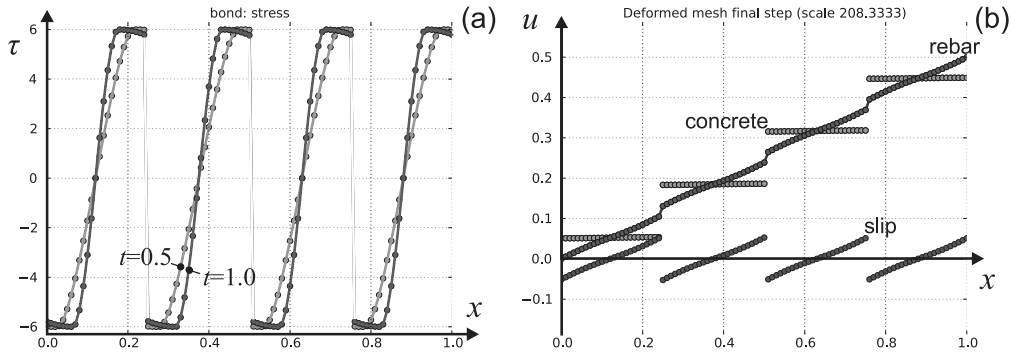 bond: stress
(a)
τ
6
4
2
0
−2
−4
−6
t=0.5
t=1.0
x
0.0 0.2 0.4 0.6 0.8 1.0
Deformed mesh final step (scale 208.3333)
(b)
u
0.5
0.4
0.3
0.2
0.1
0.0
−0.1
rebar
concrete
slip
x
0.0 0.2 0.4 0.6 0.8 1.0